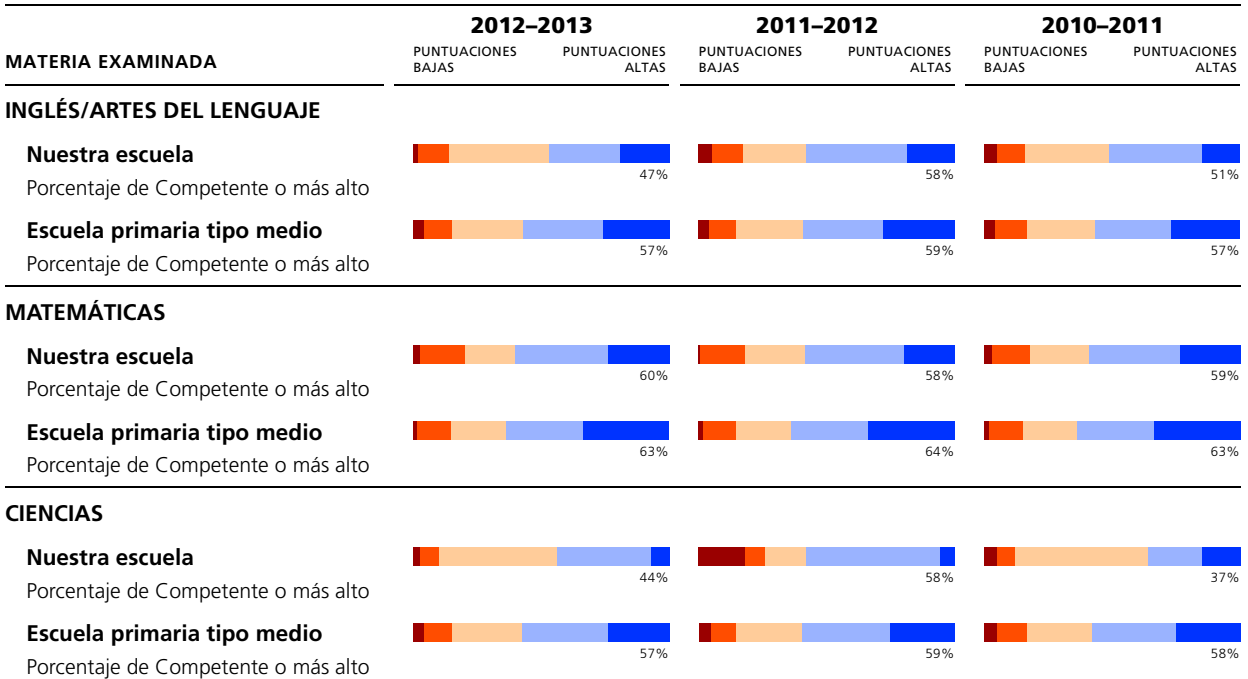 2012–2013 2011–2012 2010–2011
MATERIA EXAMINADA PUNTUACIONES BAJAS PUNTUACIONES ALTAS PUNTUACIONES BAJAS PUNTUACIONES ALTAS PUNTUACIONES BAJAS PUNTUACIONES ALTAS
INGLÉS/ARTES DEL LENGUAJE
Nuestra escuela
Porcentaje de Competente o más alto 47% 58% 51%
Escuela primaria tipo medio
Porcentaje de Competente o más alto 57% 59% 57%
MATEMÁTICAS
Nuestra escuela
Porcentaje de Competente o más alto 60% 58% 59%
Escuela primaria tipo medio
Porcentaje de Competente o más alto 63% 64% 63%
CIENCIAS
Nuestra escuela
Porcentaje de Competente o más alto 44% 58% 37%
Escuela primaria tipo medio
Porcentaje de Competente o más alto 57% 59% 58%